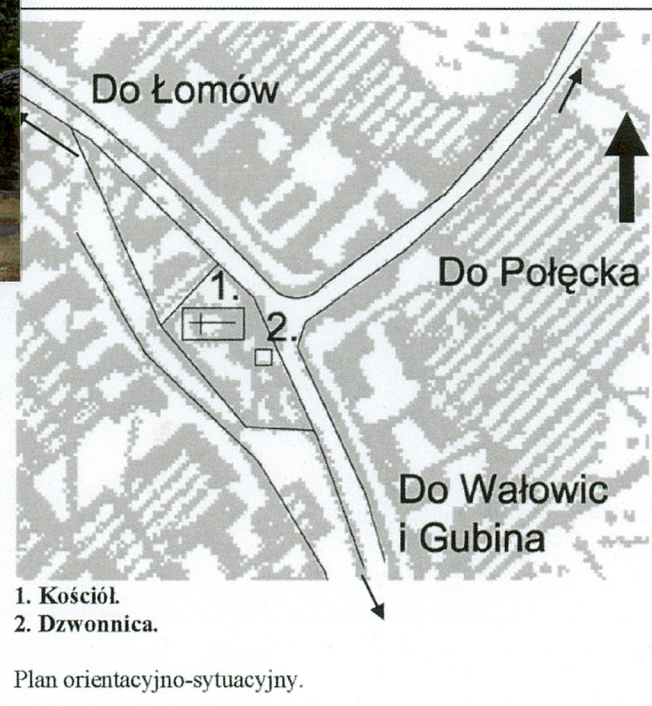 Do Łomów
Do Połęcka
1.
2.
Do Wałowic
i Gubina
1. Kościół.
2. Dzwonnica.
Plan orientacyjno-sytuacyjny.